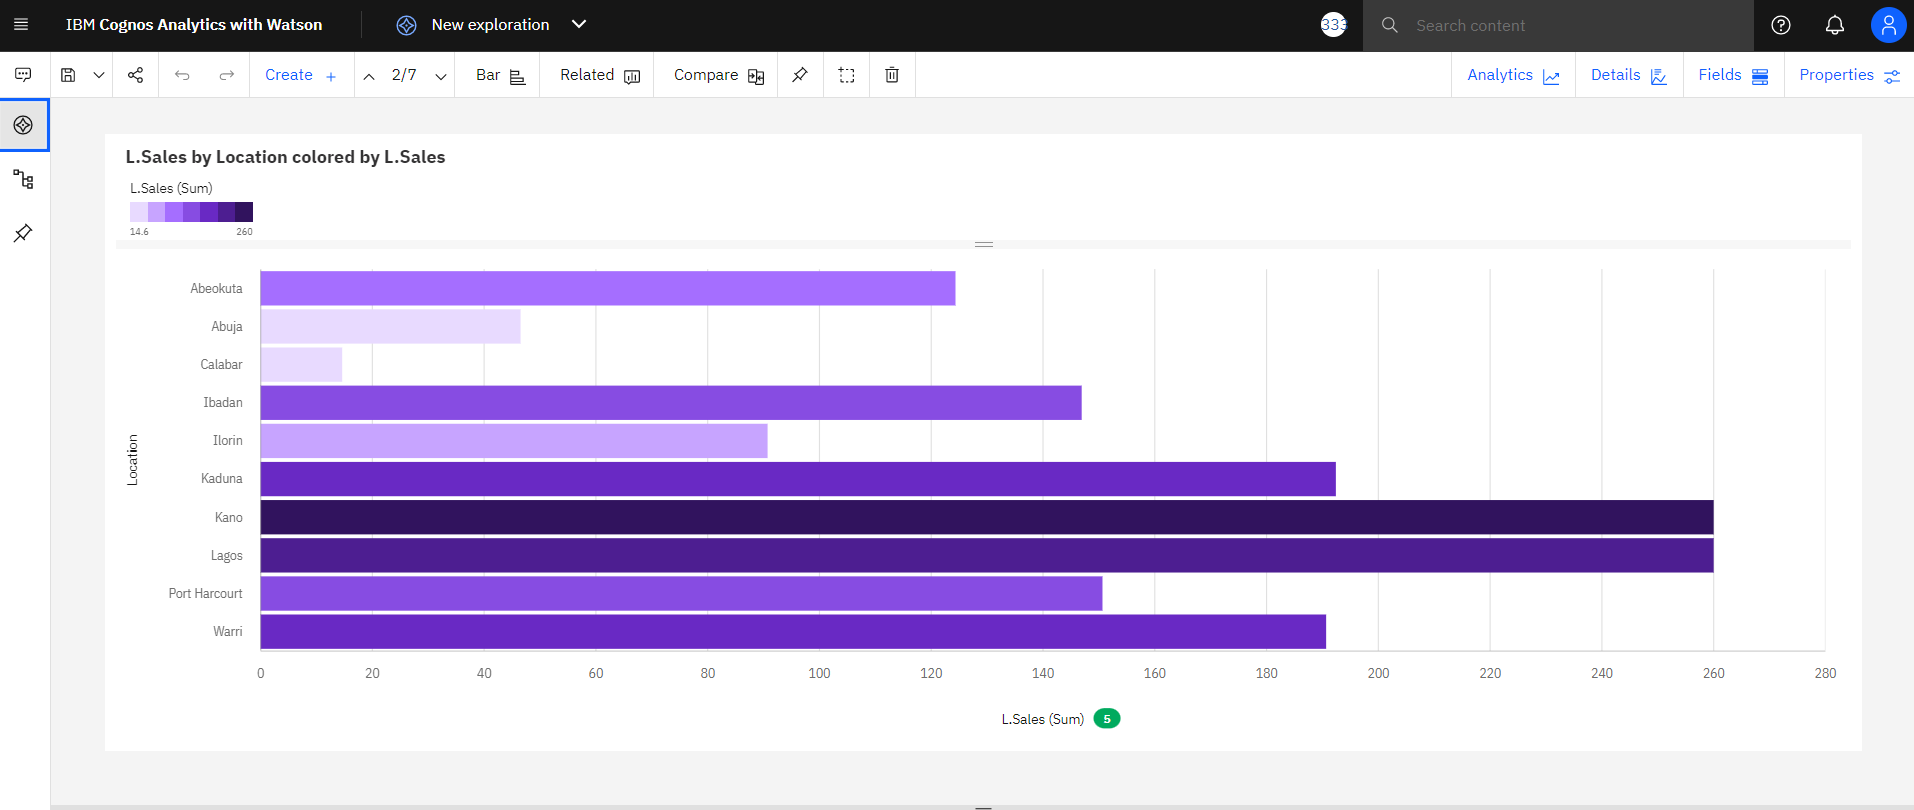 IBM Cognos Analytics with Watson
New exploration
333
Search content
Create
2/7
Bar
Related
Compare
Analytics
Details
Fields
Properties
L.Sales by Location colored by L.Sales
L.Sales (Sum)
14.6 260
Location
Abeokuta
Abuja
Calabar
Ibadan
Ilorin
Kaduna
Kano
Lagos
Port Harcourt
Warri
0 20 40 60 80 100 120 140 160 180 200 220 240 260 280
L.Sales (Sum) 5